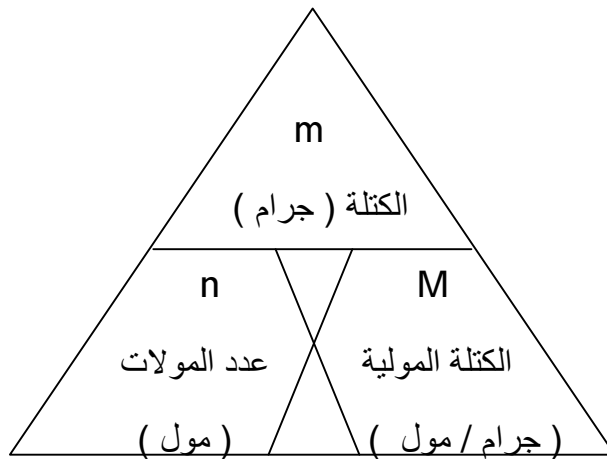 m
الكتلة ( جرام )
n
عدد المولات
( مول )
M
الكتلة المولية
( جرام / مول )